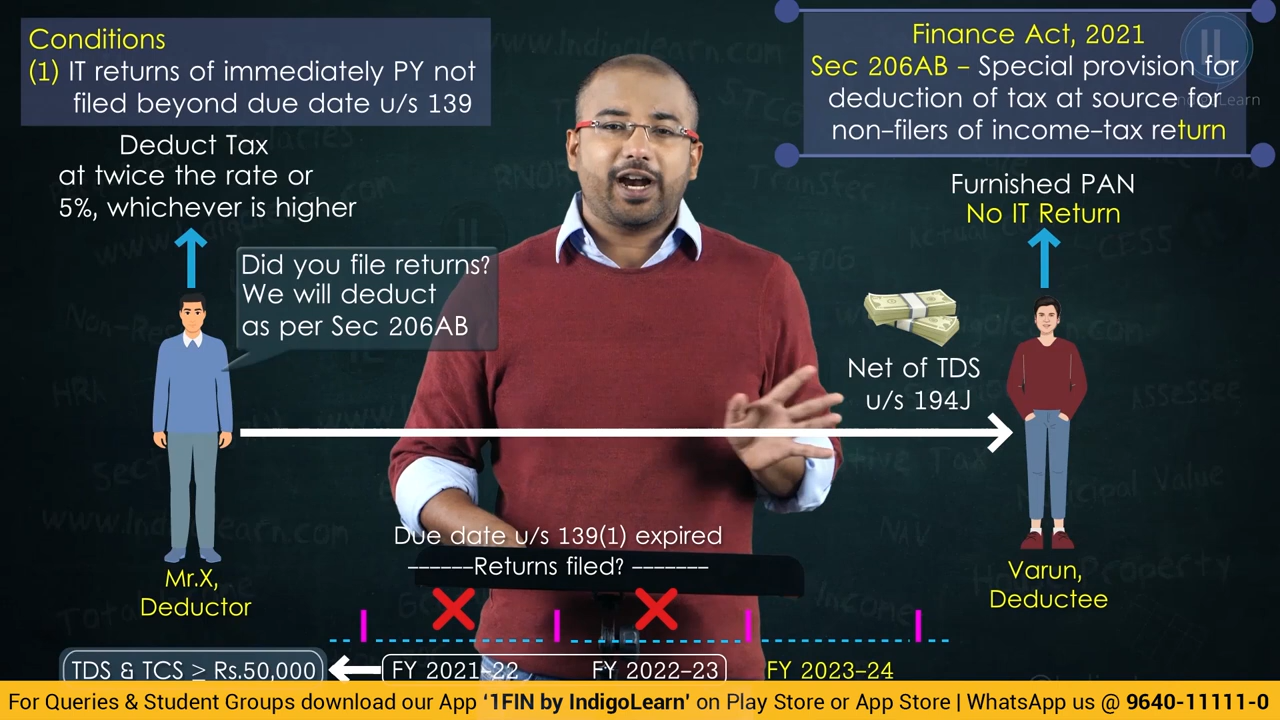 Conditions
(1) IT returns of immediately PY not
filed beyond due date u/s 139
Deduct Tax
at twice the rate or
5%, whichever is higher
Did you file returns?
We will deduct
as per Sec 206AB
Mr.X,
Deductor
Finance Act, 2021
Sec 206AB – Special provision for
deduction of tax at source for
non-filers of income-tax return
Furnished PAN
No IT Return
Net of TDS
u/s 194J
Varun,
Deductee
Due date u/s 139(1) expired
------Returns filed? -------
TDS & TCS ≥ Rs.50,000
FY 2021-22
FY 2022-23
FY 2023-24
For Queries & Student Groups download our App '1FIN by IndigoLearn' on Play Store or App Store | WhatsApp us @ 9640-11111-0